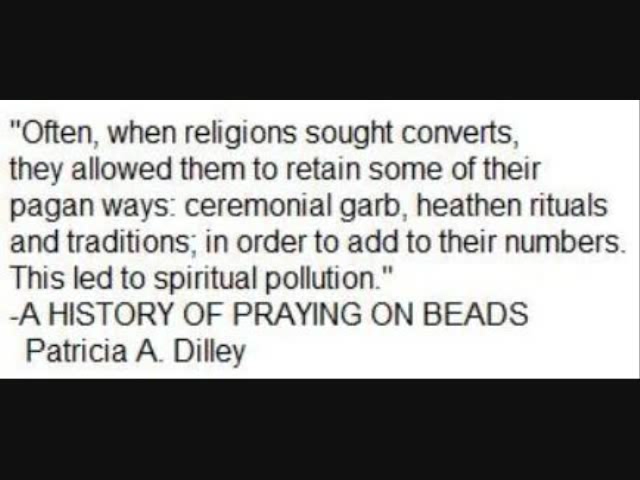 "Often, when religions sought converts,
they allowed them to retain some of their
pagan ways: ceremonial garb, heathen rituals
and traditions; in order to add to their numbers.
This led to spiritual pollution."
-A HISTORY OF PRAYING ON BEADS
Patricia A. Dilley